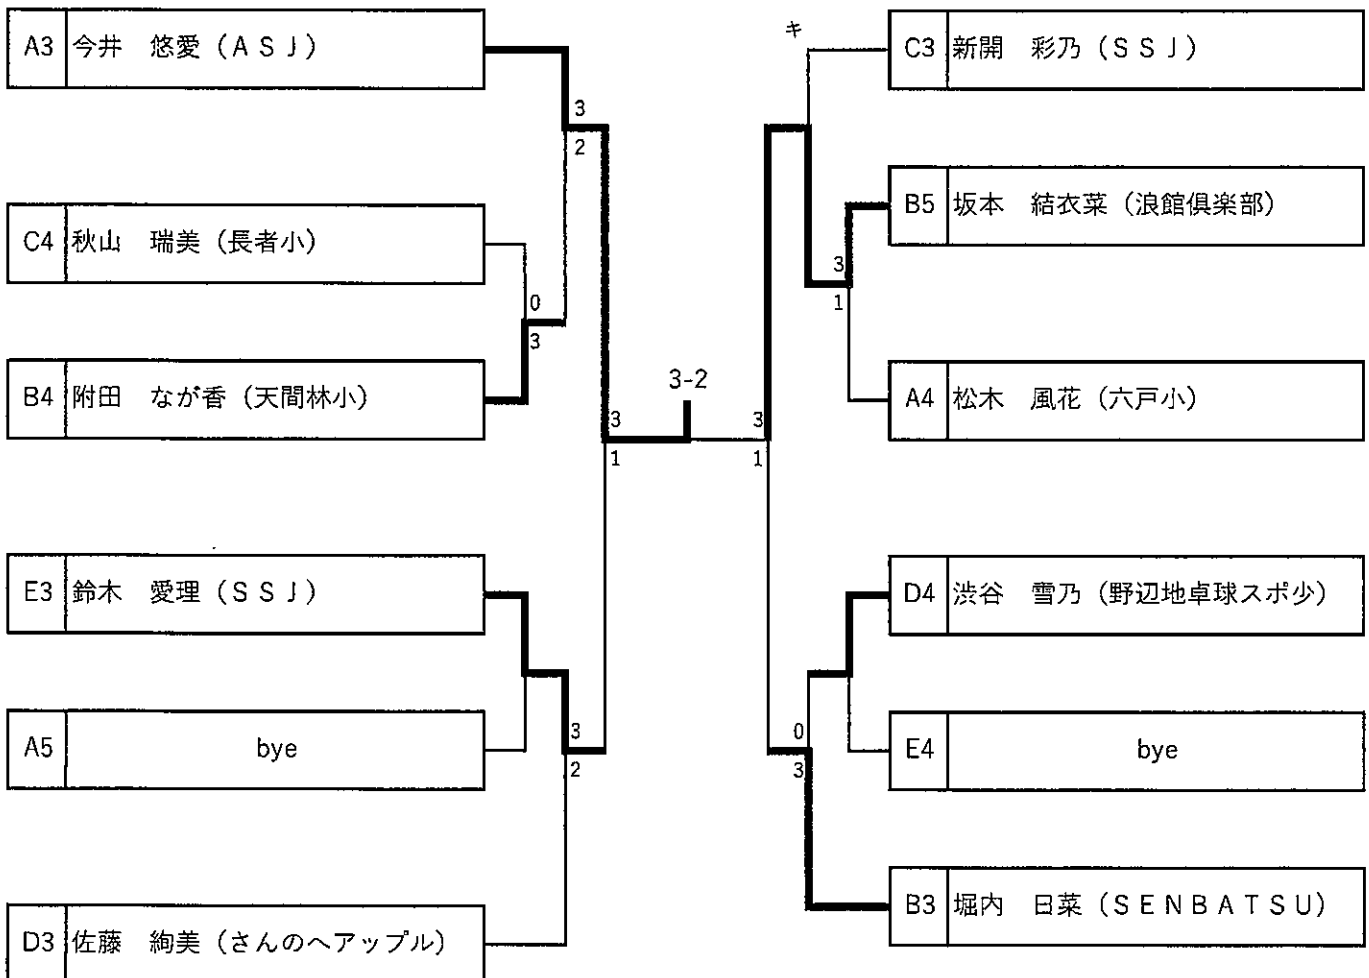 A3 今井 悠愛（ＡＳＪ）
3
2
C4 秋山 瑞美（長者小）
0
3
B4 附田 なが香（天間林小）
3
1
E3 鈴木 愛理（ＳＳＪ）
A5 bye
3
2
D3 佐藤 絢美（さんのへアップル）
3-2
キ
C3 新開 彩乃（ＳＳＪ）
B5 坂本 結衣菜（浪館倶楽部）
3
1
A4 松木 風花（六戸小）
3
1
D4 渋谷 雪乃（野辺地卓球スポ少）
E4 bye
0
3
B3 堀内 日菜（ＳＥＮＢＡＴＳＵ）